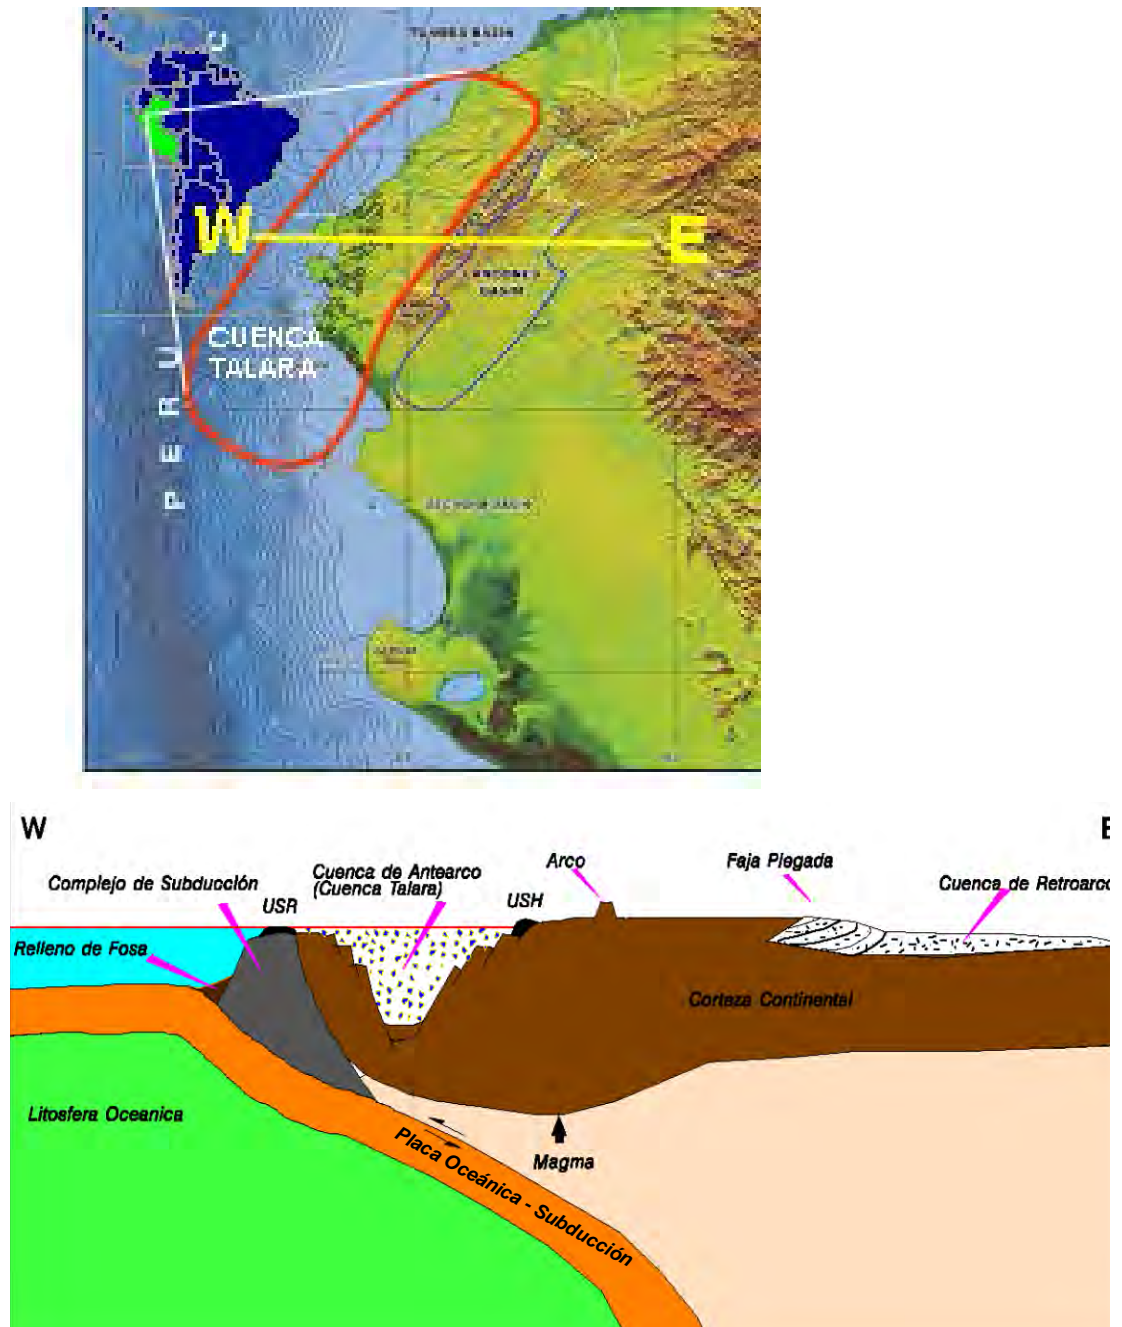 C
W
E
CUENCA
TALARA
PERU
BASIN
W
E
Arco
Faja Plegada
Complejo de Subducción
Cuenca de Antearco
(Cuenca Talara)
Cuenca de Retroarco
USR
USH
Relleno de Fosa
Corteza Continental
Litosfera Oceanica
Placa Oceánica - Subducción
Magma